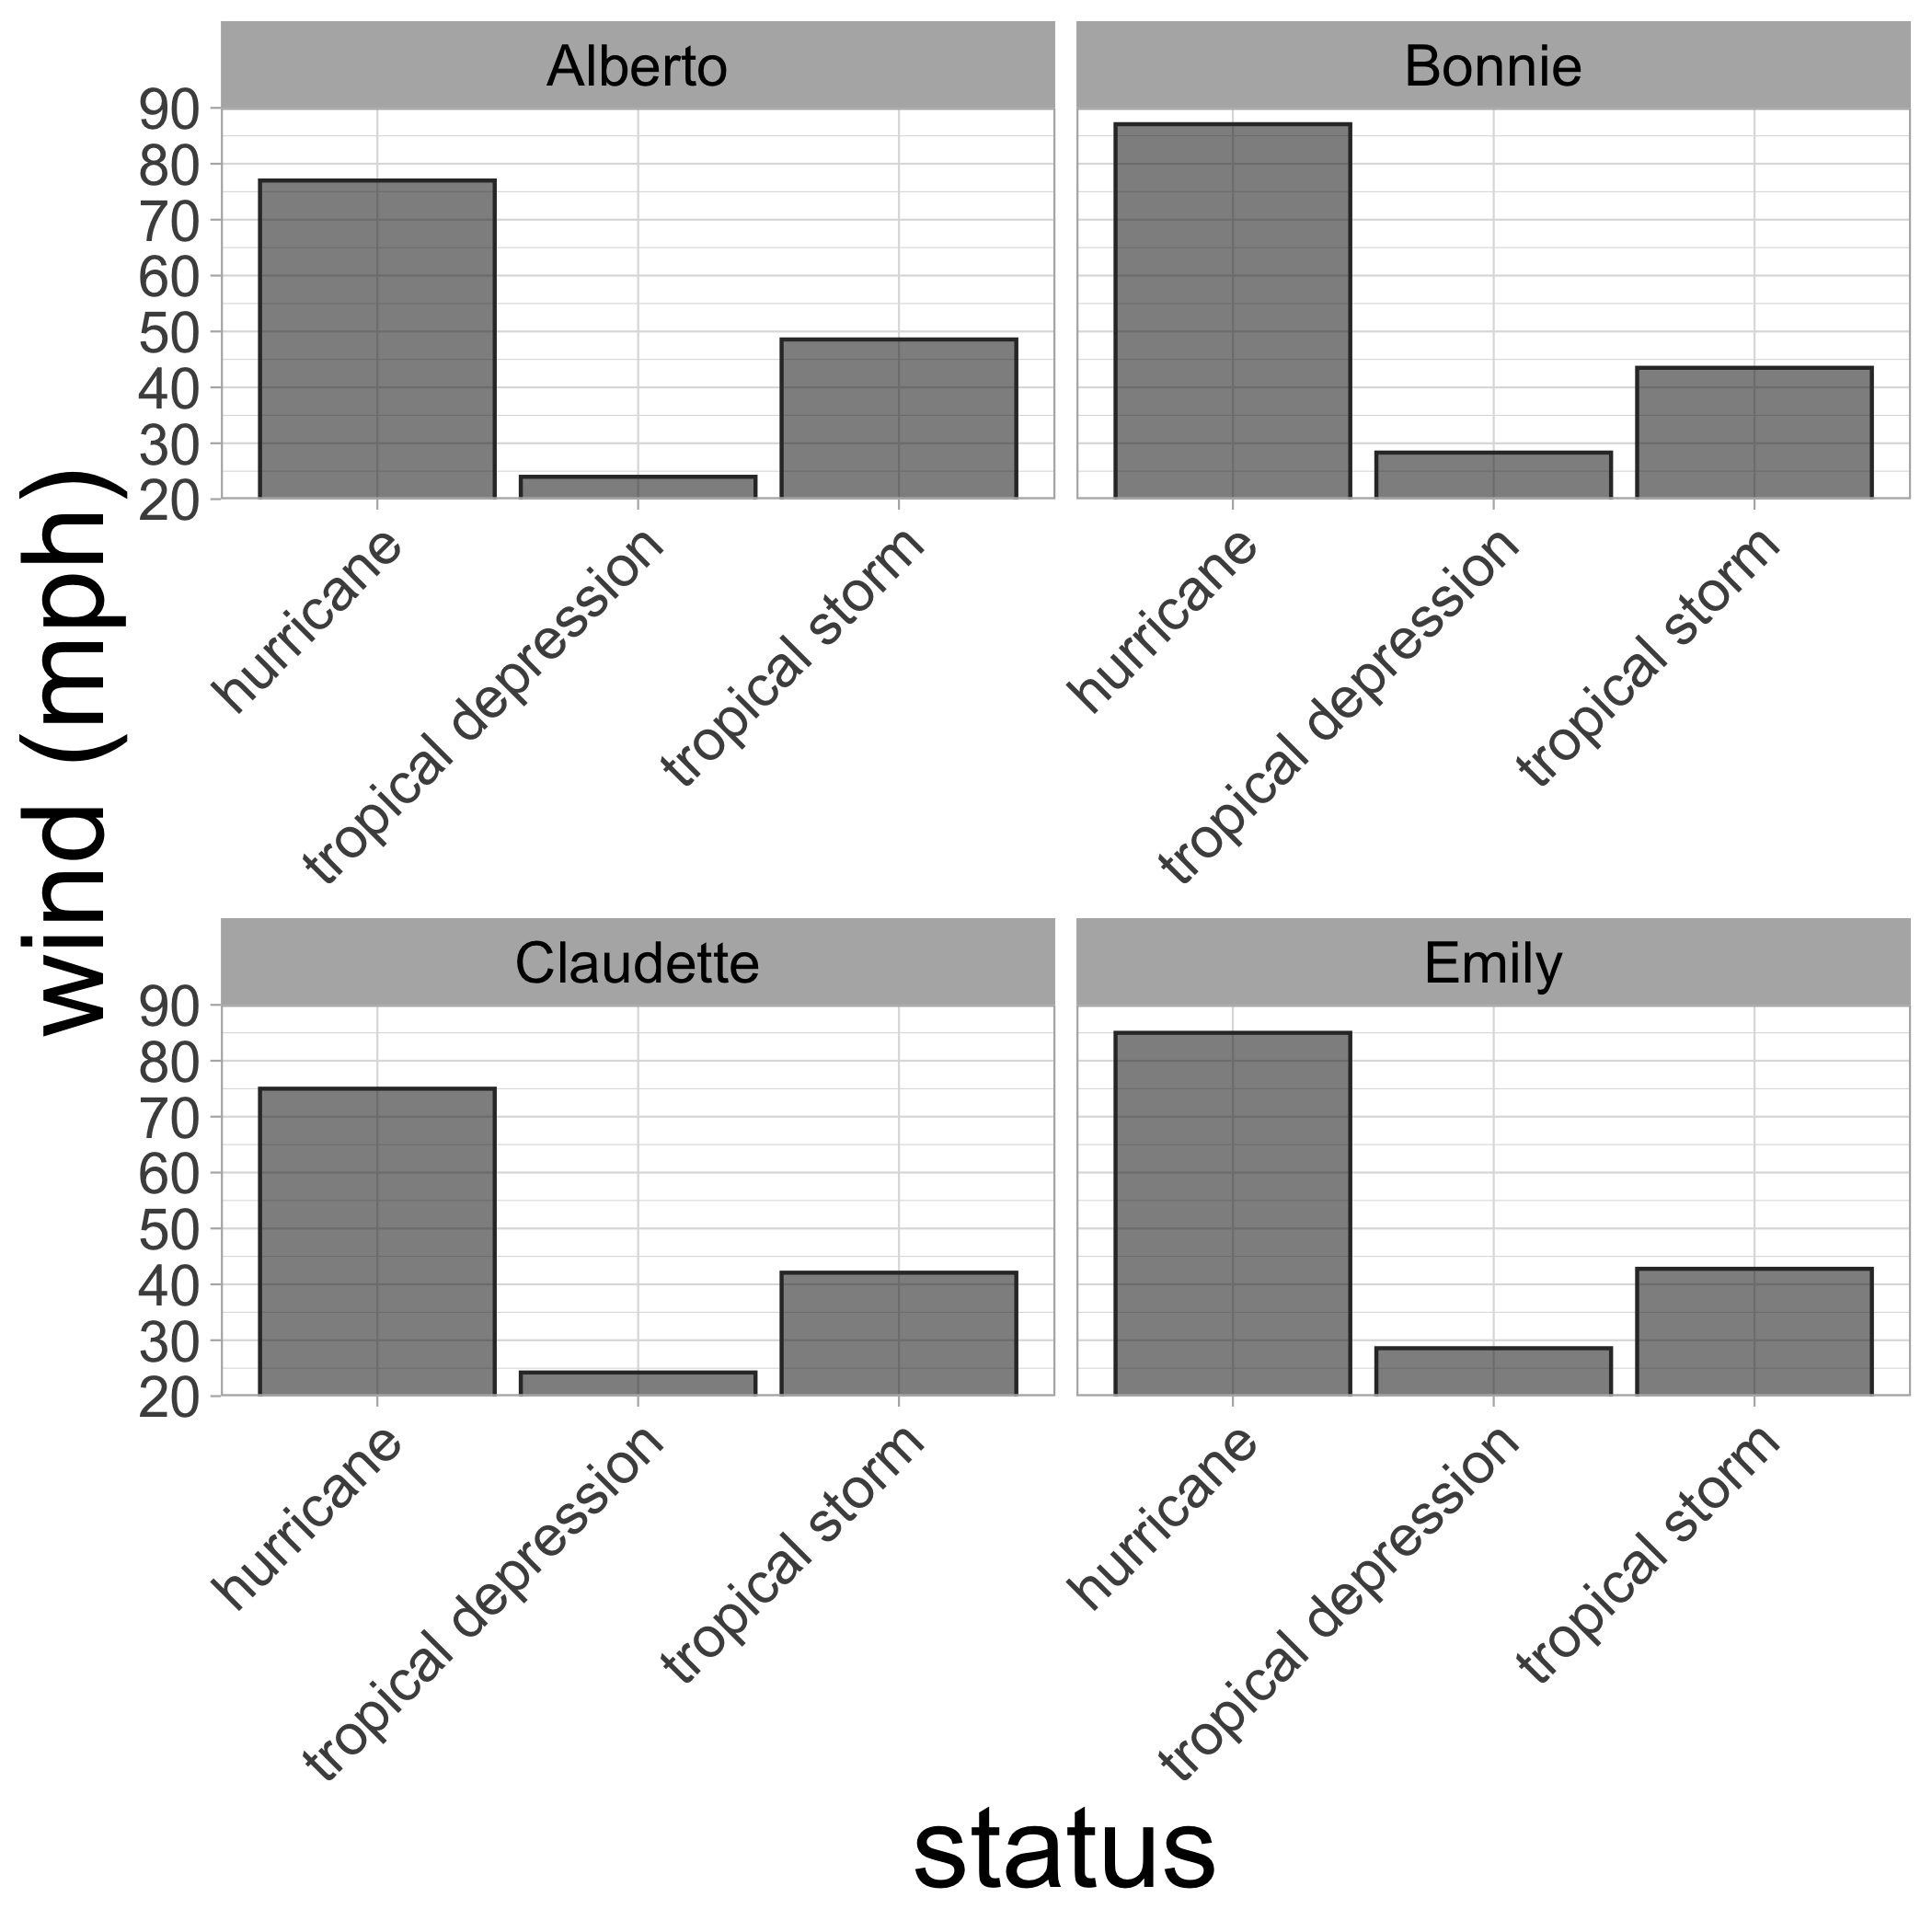 Alberto
Bonnie
90
80
70
60
50
40
30
20
hurricane
tropical depression
tropical storm
hurricane
tropical depression
tropical storm
wind (mph)
Claudette
Emily
90
80
70
60
50
40
30
20
hurricane
tropical depression
tropical storm
hurricane
tropical depression
tropical storm
status